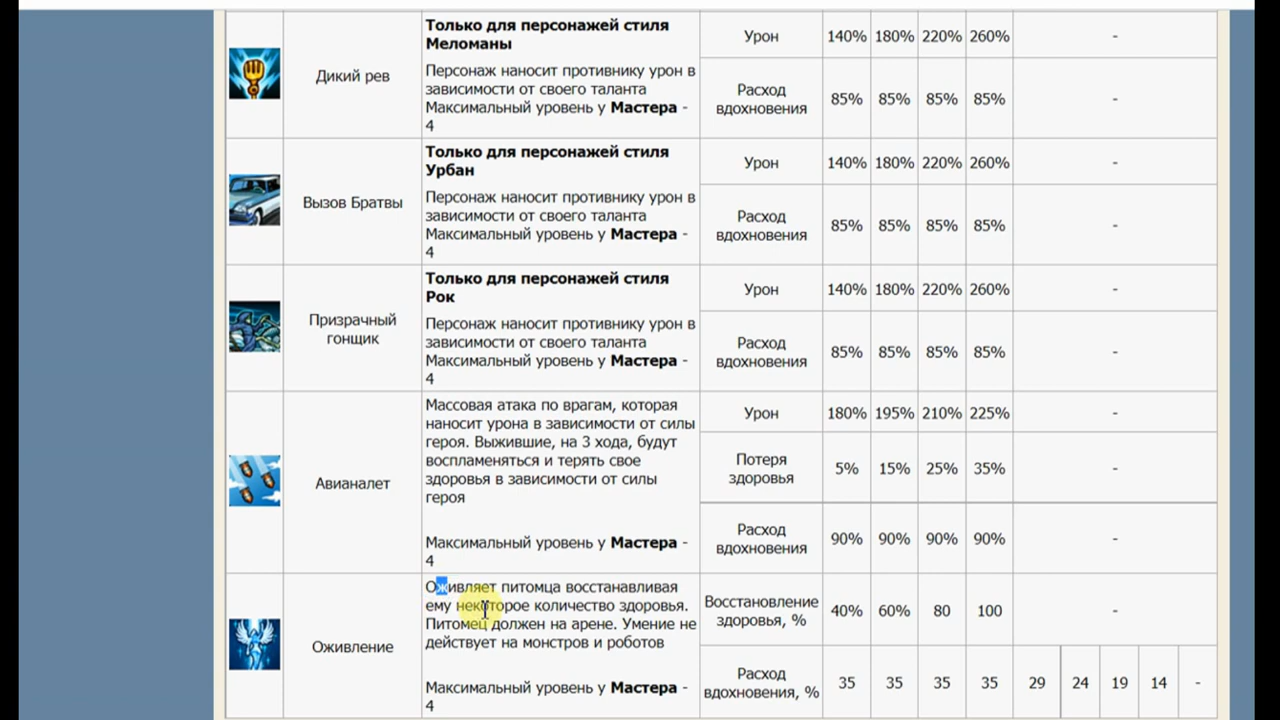 Дикий рев
Только для персонажей стиля
Меломаны
Персонаж наносит противнику урон в
зависимости от своего таланта
Максимальный уровень у Мастера -
4
Урон 140% 180% 220% 260% -
Расход
вдохновения 85% 85% 85% 85% -
Вызов Братвы
Только для персонажей стиля
Урбан
Персонаж наносит противнику урон в
зависимости от своего таланта
Максимальный уровень у Мастера -
4
Урон 140% 180% 220% 260% -
Расход
вдохновения 85% 85% 85% 85% -
Призрачный
гонщик
Только для персонажей стиля
Рок
Персонаж наносит противнику урон в
зависимости от своего таланта
Максимальный уровень у Мастера -
4
Урон 140% 180% 220% 260% -
Расход
вдохновения 85% 85% 85% 85% -
Авианалет
Массовая атака по врагам, которая
наносит урона в зависимости от силы
героя. Выжившие, на 3 хода, будут
воспламеняться и терять свое
здоровья в зависимости от силы
героя
Максимальный уровень у Мастера -
4
Урон 180% 195% 210% 225% -
Потеря
здоровья 5% 15% 25% 35% -
Расход
вдохновения 90% 90% 90% 90% -
Оживление
Оживляет питомца восстанавливая
ему некоторое количество здоровья.
Питомец должен на арене. Умение не
действует на монстров и роботов
Максимальный уровень у Мастера -
4
Восстановление
здоровья, % 40% 60% 80 100 -
Расход
вдохновения, % 35 35 35 35 29 24 19 14 -